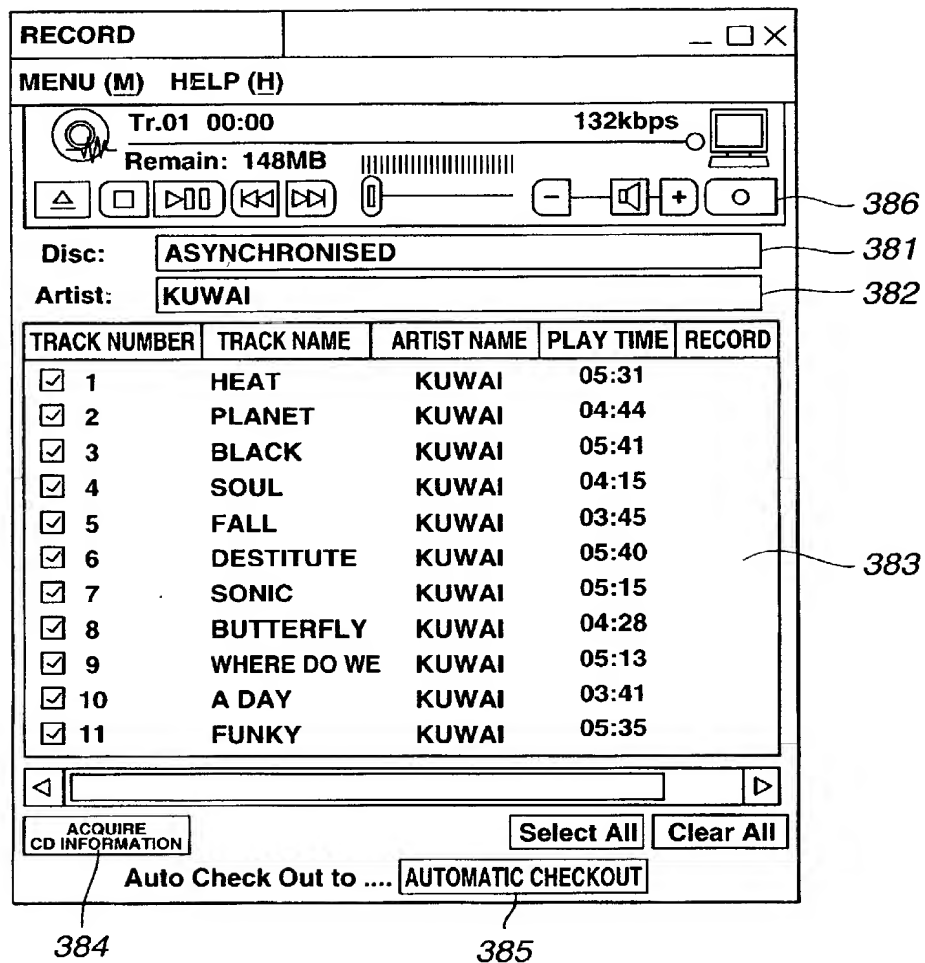 RECORD
MENU (M) HELP (H)
Tr.01 00:00 132kbps
Remain: 148MB
386
Disc: ASYNCHRONISED 381
Artist: KUWAI 382
TRACK NUMBER TRACK NAME ARTIST NAME PLAY TIME RECORD
1 HEAT KUWAI 05:31
2 PLANET KUWAI 04:44
3 BLACK KUWAI 05:41
4 SOUL KUWAI 04:15
5 FALL KUWAI 03:45
6 DESTITUTE KUWAI 05:40 383
7 SONIC KUWAI 05:15
8 BUTTERFLY KUWAI 04:28
9 WHERE DO WE KUWAI 05:13
10 A DAY KUWAI 03:41
11 FUNKY KUWAI 05:35
ACQUIRE
CD INFORMATION Select All Clear All
Auto Check Out to .... AUTOMATIC CHECKOUT
384 385